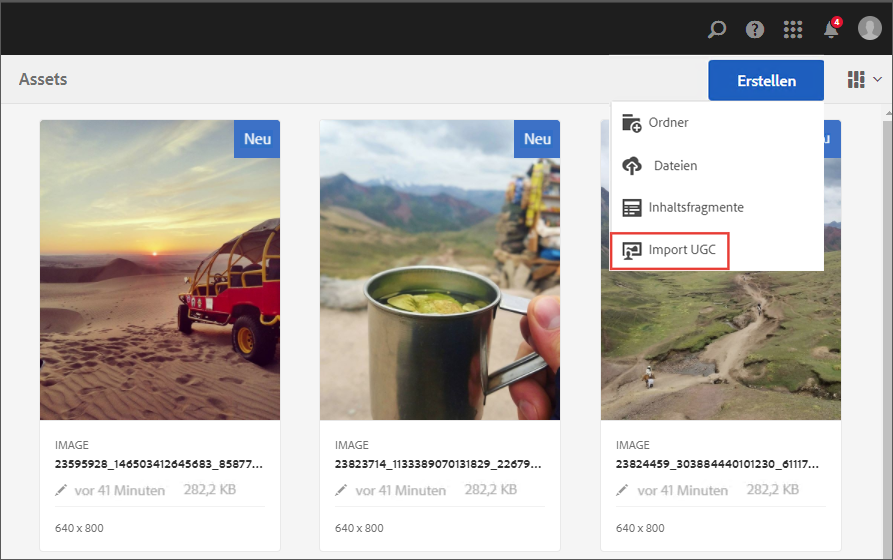 4
Assets
Erstellen
Ordner
Dateien
Inhaltsfragmente
Import UGC
Neu
Neu
IMAGE
23595928_146503412645683_85877...
vor 41 Minuten 282,2 KB
640 x 800
IMAGE
23823714_1133389070131829_22679...
vor 41 Minuten 282,2 KB
640 x 800
IMAGE
23824459_303884440101230_61117...
vor 41 Minuten 282,2 KB
640 x 800